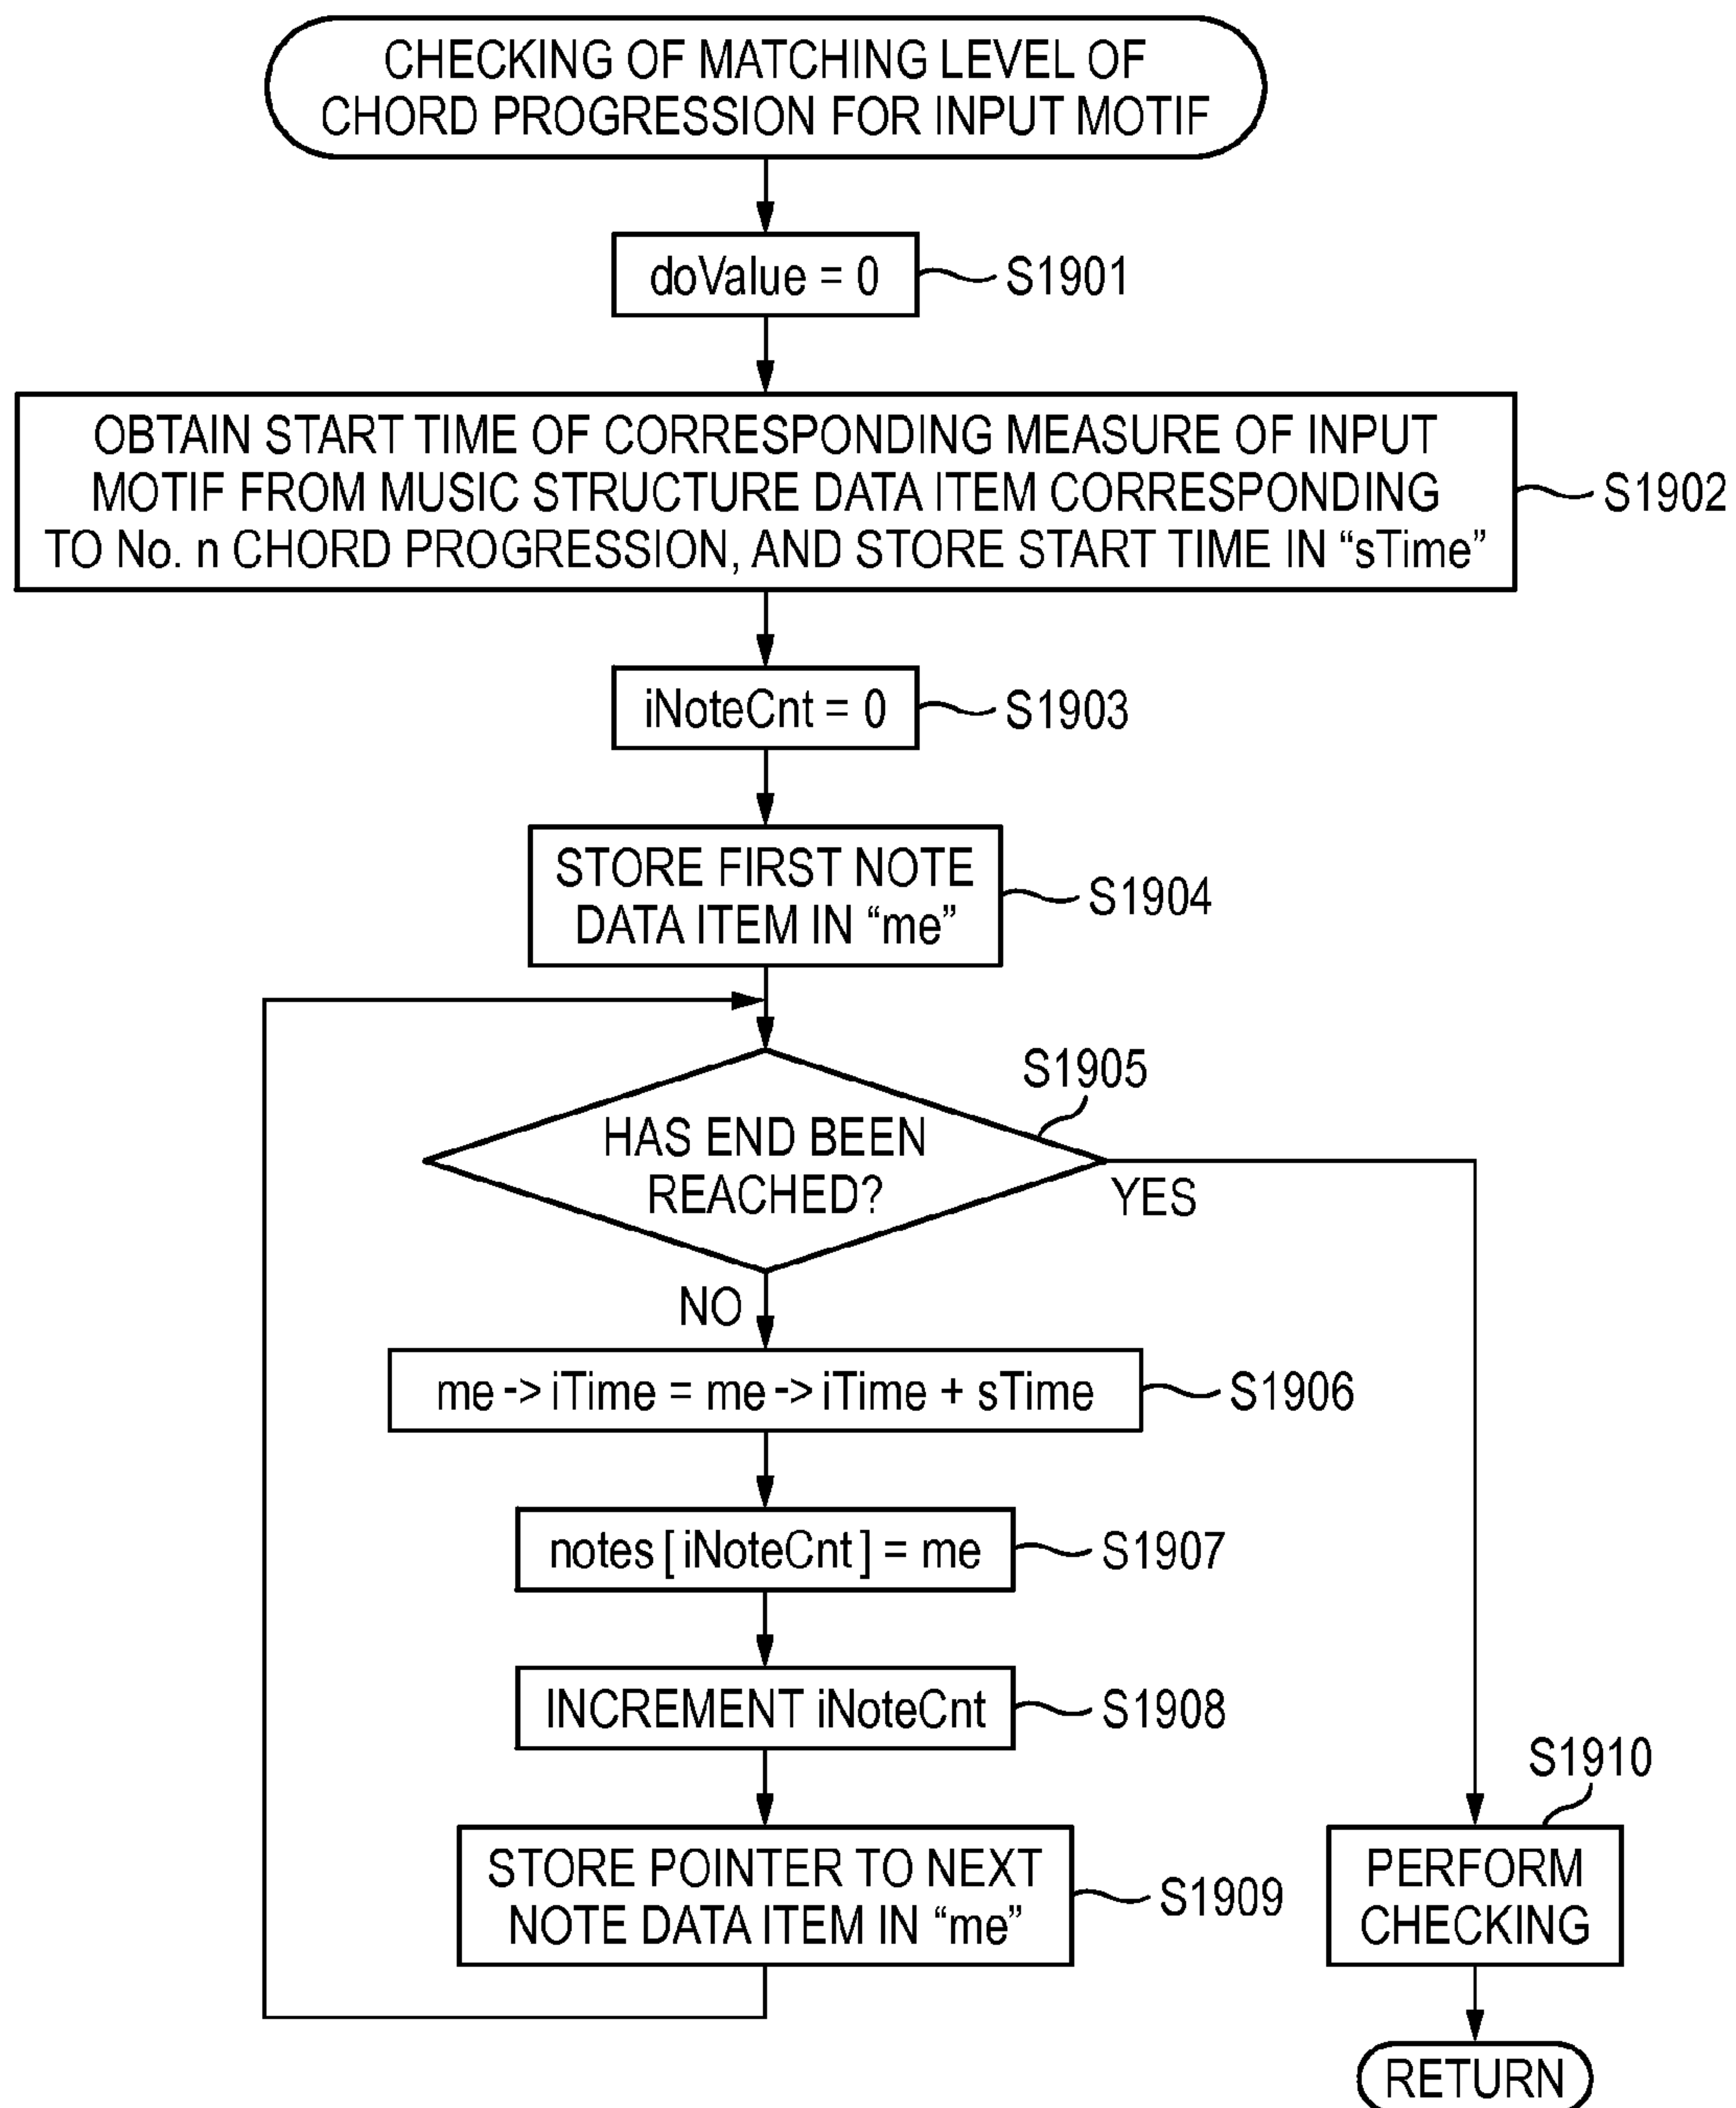 CHECKING OF MATCHING LEVEL OF
CHORD PROGRESSION FOR INPUT MOTIF
doValue = 0
S1901
OBTAIN START TIME OF CORRESPONDING MEASURE OF INPUT
MOTIF FROM MUSIC STRUCTURE DATA ITEM CORRESPONDING
TO No. n CHORD PROGRESSION, AND STORE START TIME IN “sTime”
S1902
iNoteCnt = 0
S1903
STORE FIRST NOTE
DATA ITEM IN “me”
S1904
S1905
HAS END BEEN
REACHED?
YES
NO
me -> iTime = me -> iTime + sTime
S1906
notes [ iNoteCnt ] = me
S1907
INCREMENT iNoteCnt
S1908
STORE POINTER TO NEXT
NOTE DATA ITEM IN “me”
S1909
S1910
PERFORM
CHECKING
RETURN